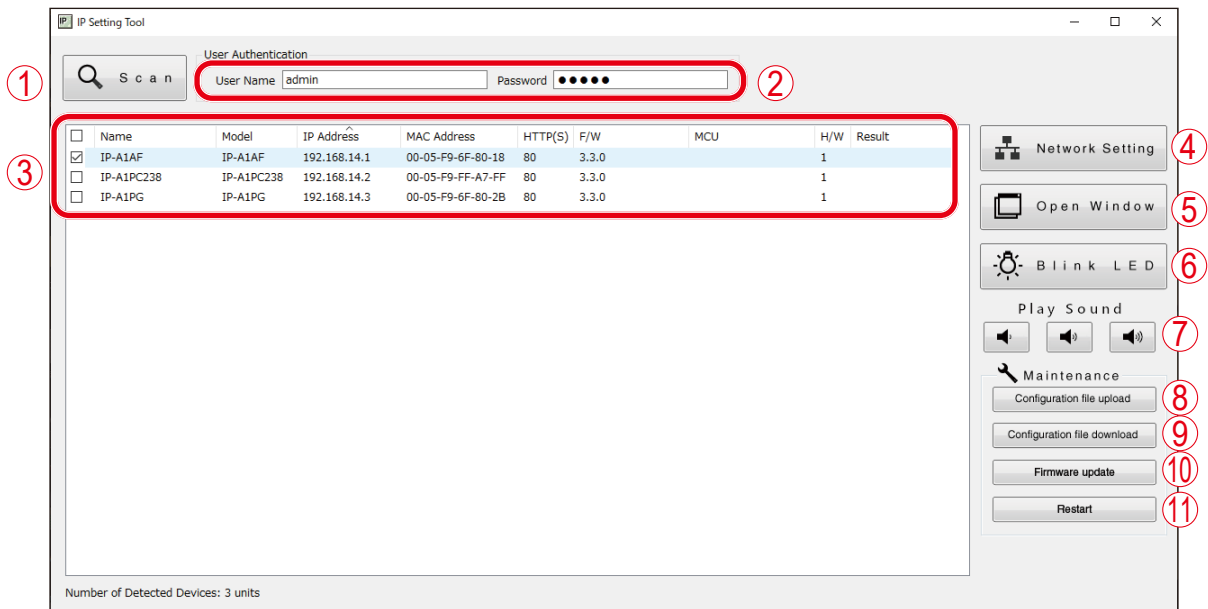 IP IP Setting Tool
① Scan
User Authentication
User Name admin Password ●●●●● ②
③
Name Model IP Address MAC Address HTTP(S) F/W MCU H/W Result
IP-A1AF IP-A1AF 192.168.14.1 00-05-F9-6F-80-18 80 3.3.0 1
IP-A1PC238 IP-A1PC238 192.168.14.2 00-05-F9-FF-A7-FF 80 3.3.0 1
IP-A1PG IP-A1PG 192.168.14.3 00-05-F9-6F-80-2B 80 3.3.0 1
Network Setting ④
Open Window ⑤
Blink LED ⑥
Play Sound
⑦
Maintenance
Configuration file upload ⑧
Configuration file download ⑨
Firmware update ⑩
Restart ⑪
Number of Detected Devices: 3 units